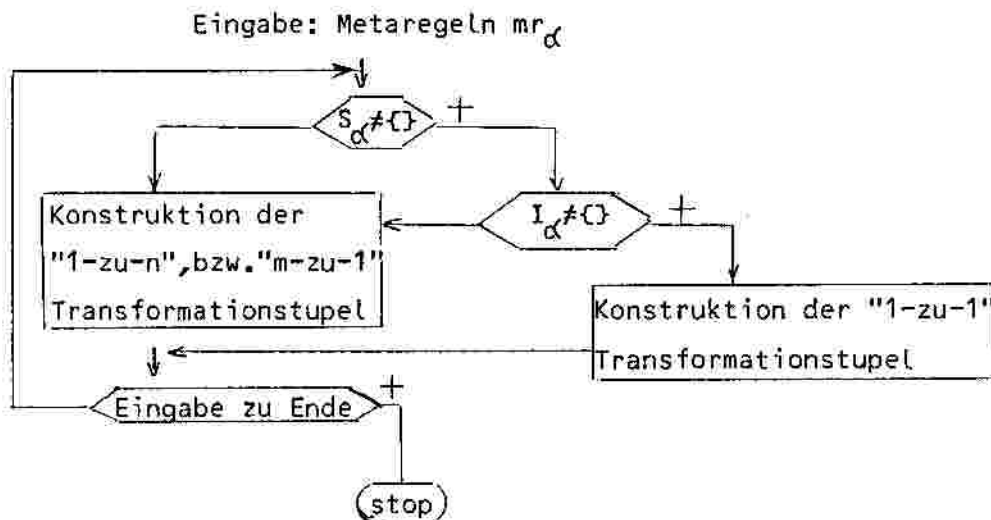 Eingabe: Metaregeln mr_α
S_α≠{} +
I_α≠{} +
Konstruktion der
"1-zu-n",bzw."m-zu-1"
Transformationstupel
Konstruktion der "1-zu-1"
Transformationstupel
+
Eingabe zu Ende
stop